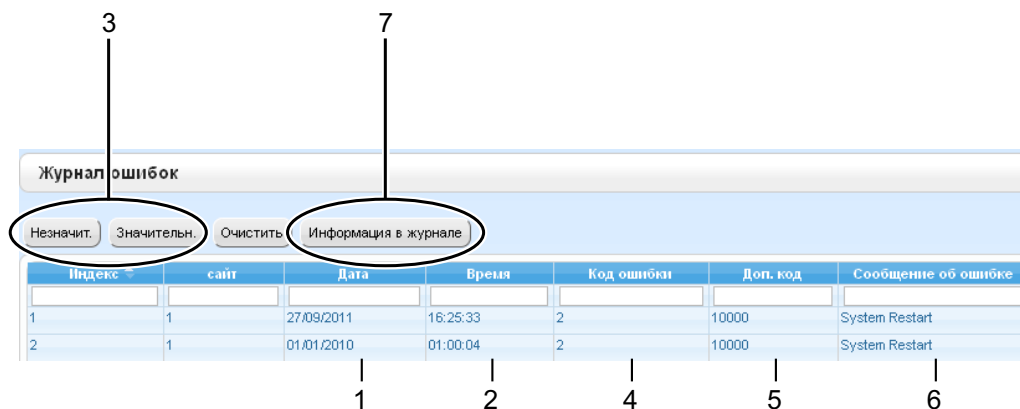 3 7
Журнал ошибок
Незначит. Значительн. Очистить Информация в журнале
Индекс сайт Дата Время Код ошибки Доп. код Сообщение об ошибке
1 1 27/09/2011 16:25:33 2 10000 System Restart
2 1 01/01/2010 01:00:04 2 10000 System Restart
1 2 4 5 6